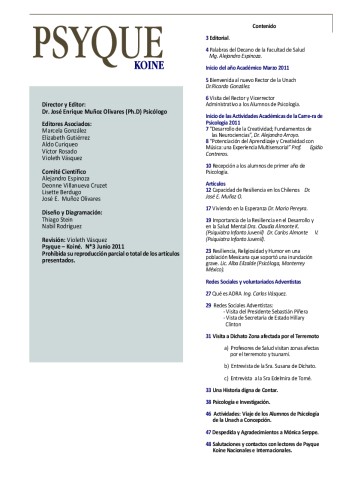 PSYQUE
KOINE
Director y Editor:
Dr. José Enrique Muñoz Olivares (Ph.D) Psicólogo
Editores Asociados:
Marcela González
Elizabeth Gutiérrez
Aldo Curiqueo
Víctor Rosado
Violeth Vásquez
Comité Científico
Alejandro Espinoza
Deonne Villanueva Cruzet
Lisette Berdugo
José E. Muñoz Olivares
Diseño y Diagramación:
Thiago Stein
Nabil Rodríguez
Revisión: Violeth Vásquez
Psyque – Koiné. N°3 Junio 2011
Prohibida su reproducción parcial o total de los artículos
presentados.
Contenido
3 Editorial.
4 Palabras del Decano de la Facultad de Salud
Mg. Alejandro Espinoza.
Inicio del año Académico Marzo 2011
5 Bienvenida al nuevo Rector de la Unach
Dr.Ricardo González
6 Visita del Rector y Vicerrector
Administrativo a los Alumnos de Psicología.
Inicio de las Actividades Académicas de la Carre-ra de
Psicología 2011
7 "Desarrollo de la Creatividad; Fundamentos de
las Neurociencias". Dr. Alejandro Arroyo.
8 "Potenciación del Aprendizaje y Creatividad con
Música: una Experiencia Multisensorial" Prof. Egidio
Contreras.
10 Recepción a los alumnos de primer año de
Psicología.
Artículos
12 Capacidad de Resiliencia en los Chilenos Dr.
José E. Muñoz O.
17 Viviendo en la Esperanza Dr. Mario Pereyra.
19 Importancia de la Resiliencia en el Desarrollo y
en la Salud Mental Dra. Claudia Almonte K.
(Psiquiatra Infanto Juvenil) Dr. Carlos Almonte V.
(Psiquiatra Infanto Juvenil).
23 Resiliencia, Religiosidad y Humor en una
población Mexicana que soportó una inundación
grave. Lic. Alba Elizalde (Psicóloga, Monterrey
México).
Redes Sociales y voluntariados Adventistas
27 Qué es ADRA Ing. Carlos Vásquez.
29 Redes Sociales Adventistas:
- Visita del Presidente Sebastián Piñera
- Vista de Secretaria de Estado Hillary
Clinton
31 Visita a Dichato Zona afectada por el Terremoto
a) Profesores de Salud visitan zonas afectas
por el terremoto y tsunami.
b) Entrevista de la Sra. Susana de Dichato.
c) Entrevista a la Sra Edelmira de Tomé.
33 Una Historia digna de Contar.
38 Psicología e Investigación.
46 Actividades: Viaje de los Alumnos de Psicología
de la Unach a Concepción.
47 Despedida y Agradecimientos a Mónica Serppe.
48 Salutaciones y contactos con lectores de Psyque
Koine Nacionales e Internacionales.